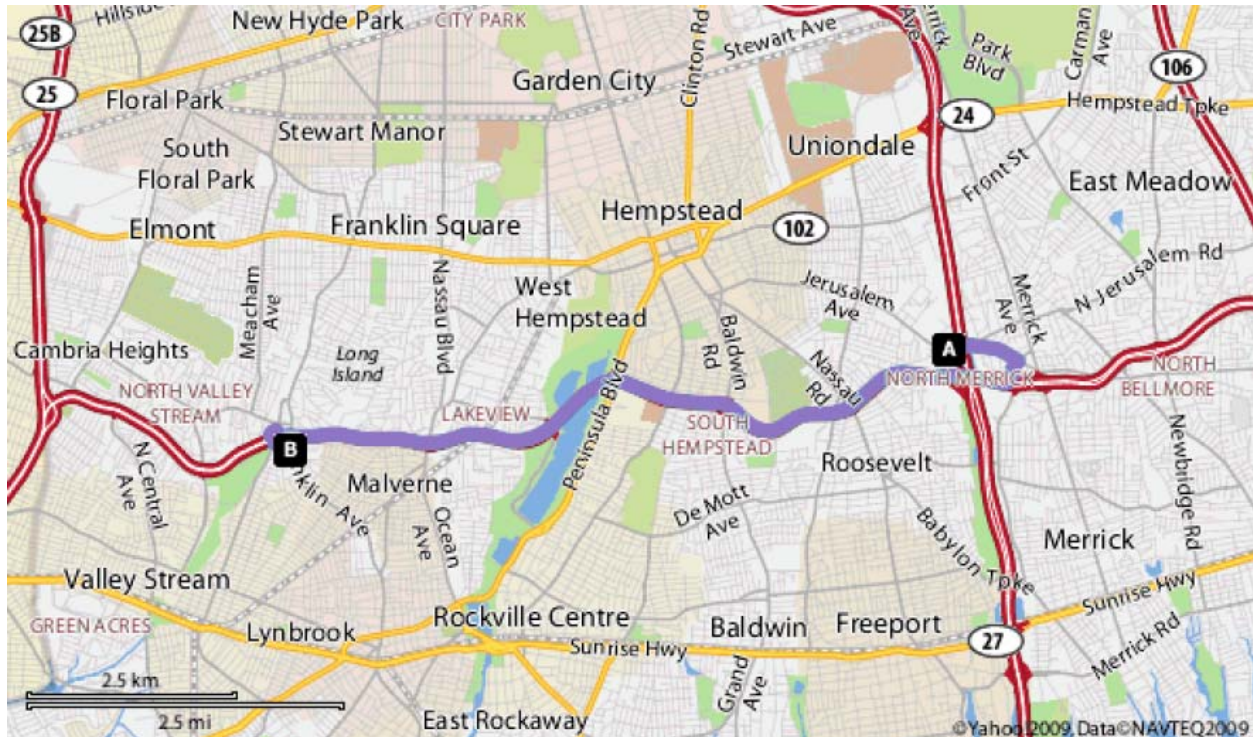 Hillside
New Hyde Park
CITY PARK
25B
25
Floral Park
Stewart Manor
South
Floral Park
Garden City
Clinton Rd
Stewart Ave
Ave
Park
Blvd
Carman
Ave
106
Hempstead Tpke
24
Uniondale
Front St
East Meadow
Elmont
Franklin Square
Hempstead
102
Meacham
Ave
Nassau Blvd
West
Hempstead
Jerusalem
Ave
Merrick
Ave
N Jerusalem Rd
Cambria Heights
Long
Island
Baldwin
Rd
Nassau
Rd
A
NORTH MERRICK
NORTH
BELLMORE
NORTH VALLEY
STREAM
LAKEVIEW
Peninsula Blvd
SOUTH
HEMPSTEAD
B
N Central
Ave
Malverne
Ocean
Ave
De Mott
Ave
Roosevelt
Babylon Tpke
Newbridge Rd
Merrick
Valley Stream
GREEN ACRES
Lynbrook
Rockville Centre
Sunrise Hwy
Baldwin
Freeport
27
Sunrise Hwy
Merrick Rd
Grand
Ave
2.5 km
2.5 mi
East Rockaway
©Yahoo!2009, Data©NAVTEQ2009